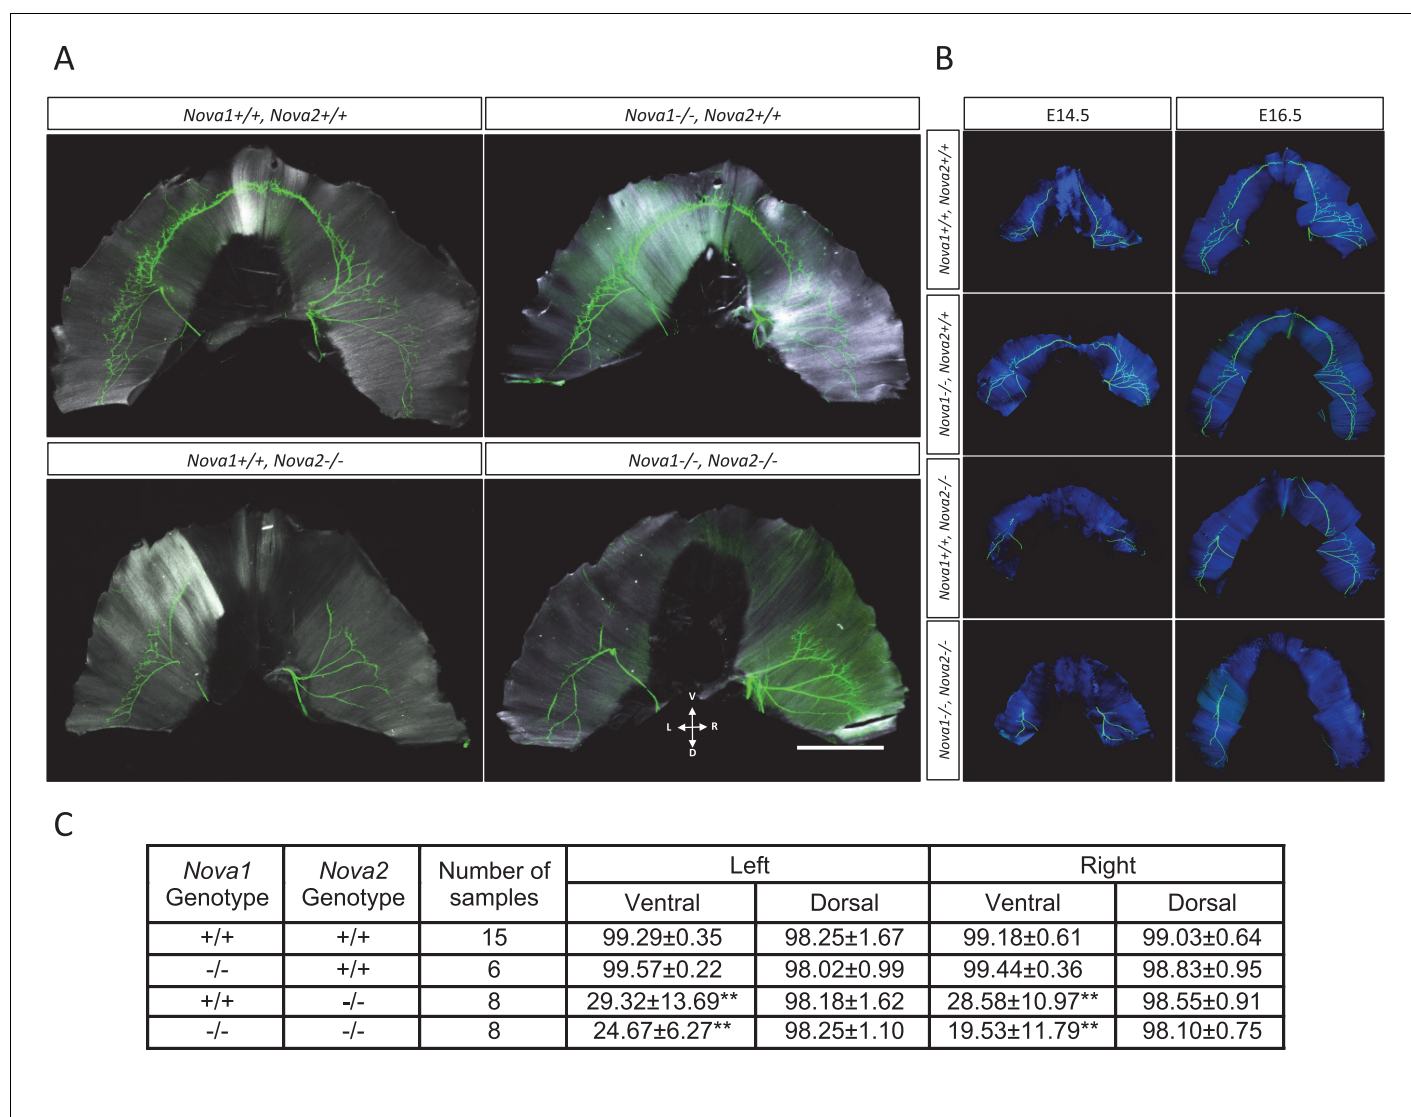 A
B
Nova1+/+, Nova2+/+
Nova1-/-, Nova2+/+
E14.5
E16.5
Nova1+/+, Nova2+/+
Nova1-/-, Nova2+/+
Nova1+/+, Nova2-/-
Nova1-/-, Nova2-/-
Nova1+/+, Nova2-/-
Nova1-/-, Nova2-/-
V
L R
D
C
Nova1 Genotype Nova2 Genotype Number of samples Left Right
Ventral Dorsal Ventral Dorsal
+/+ +/+ 15 99.29±0.35 98.25±1.67 99.18±0.61 99.03±0.64
-/- +/+ 6 99.57±0.22 98.02±0.99 99.44±0.36 98.83±0.95
+/+ -/- 8 29.32±13.69** 98.18±1.62 28.58±10.97** 98.55±0.91
-/- -/- 8 24.67±6.27** 98.25±1.10 19.53±11.79** 98.10±0.75